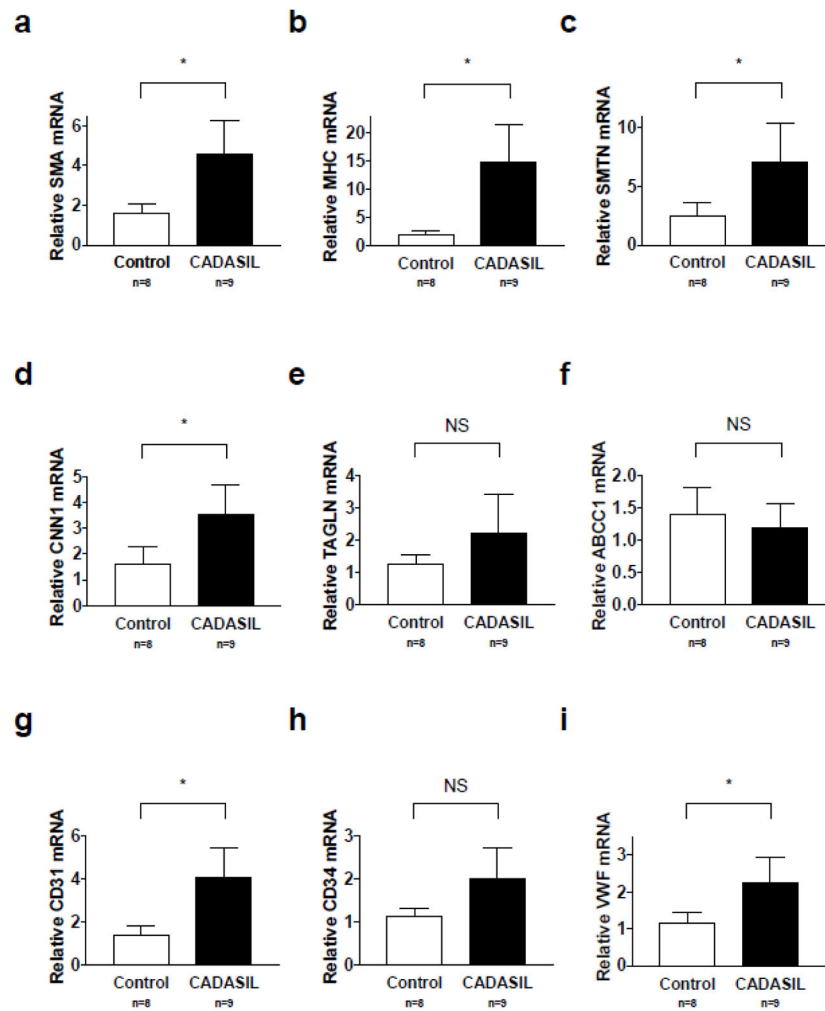 a
*
Relative SMA mRNA
6
4
2
0
Control CADASIL
n=8 n=9
b
*
Relative MHC mRNA
20
15
10
5
0
Control CADASIL
n=8 n=9
c
*
Relative SMTN mRNA
10
5
0
Control CADASIL
n=8 n=9
d
*
Relative CNN1 mRNA
5
4
3
2
1
0
Control CADASIL
n=8 n=9
e
NS
Relative TAGLN mRNA
4
3
2
1
0
Control CADASIL
n=8 n=9
f
NS
Relative ABCC1 mRNA
2.0
1.5
1.0
0.5
0.0
Control CADASIL
n=8 n=9
g
*
Relative CD31 mRNA
6
4
2
0
Control CADASIL
n=8 n=9
h
NS
Relative CD34 mRNA
3
2
1
0
Control CADASIL
n=8 n=9
i
*
Relative VWF mRNA
3
2
1
0
Control CADASIL
n=8 n=9